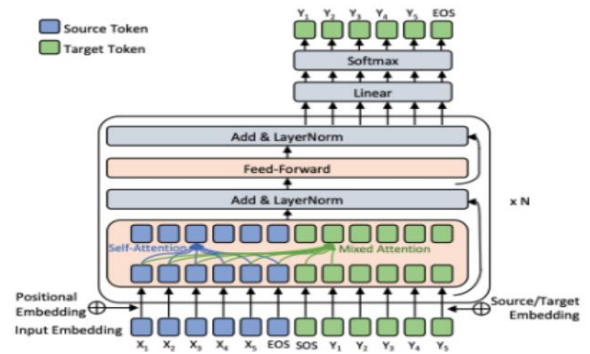 Y₁ Y₂ Y₃ Y₄ Y₅ EOS
Source Token
Target Token
Softmax
Linear
Add & LayerNorm
Feed-Forward
Add & LayerNorm
x N
Self-Attention
Mixed Attention
Positional
Embedding
Source/Target
Embedding
Input Embedding
X₁ X₂ X₃ X₄ X₅ EOS SOS Y₁ Y₂ Y₃ Y₄ Y₅